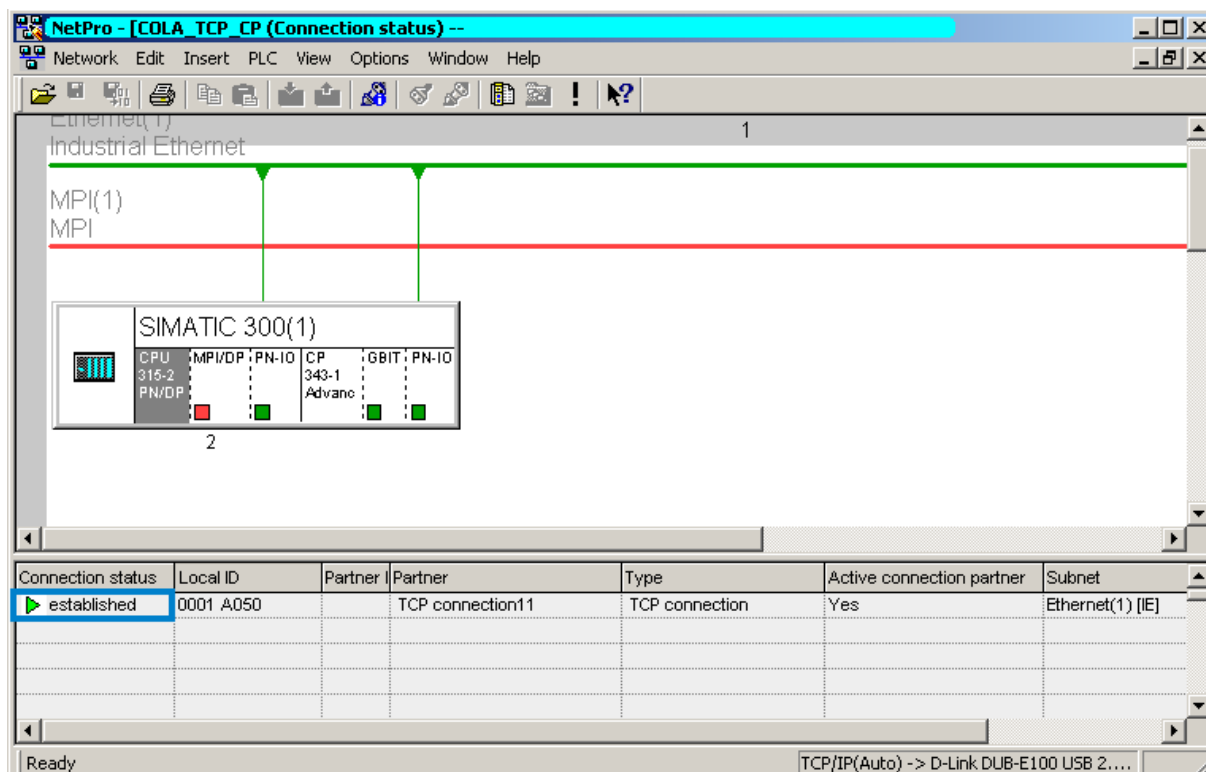 NetPro - [COLA_TCP_CP (Connection status) --
Network Edit Insert PLC View Options Window Help
Ethernet(1)
1
Industrial Ethernet
MPI(1)
MPI
SIMATIC 300(1)
CPU 315-2 PN/DP
MPI/DP
PN-IO
CP 343-1 Advanc
GBIT
PN-IO
2
Connection status Local ID Partner I Partner Type Active connection partner Subnet
established 0001 A050 TCP connection11 TCP connection Yes Ethernet(1) [IE]
Ready TCP/IP(Auto) -> D-Link DUB-E100 USB 2....